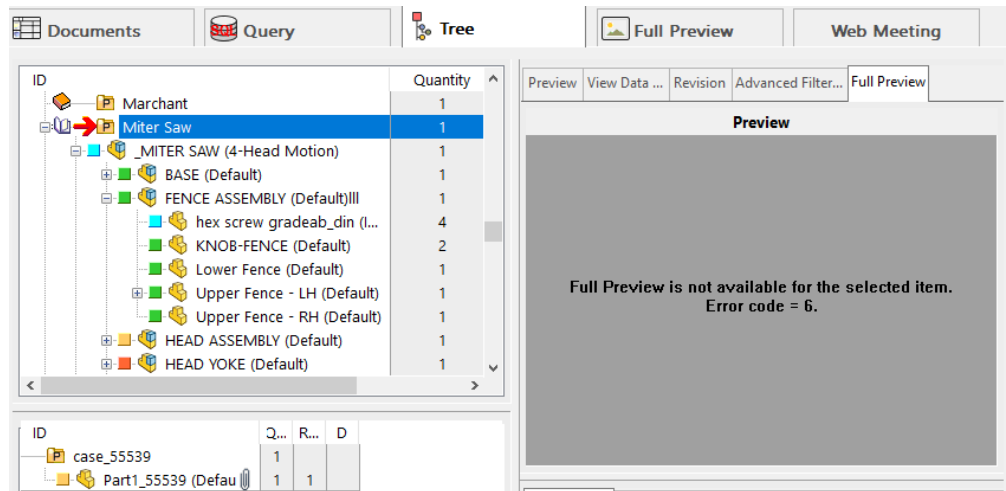 Documents Query Tree Full Preview Web Meeting
ID Quantity
Marchant 1
Miter Saw 1
_MITER SAW (4-Head Motion) 1
BASE (Default) 1
FENCE ASSEMBLY (Default)lll 1
hex screw gradeab_din (I... 4
KNOB-FENCE (Default) 2
Lower Fence (Default) 1
Upper Fence - LH (Default) 1
Upper Fence - RH (Default) 1
HEAD ASSEMBLY (Default) 1
HEAD YOKE (Default) 1
Preview View Data ... Revision Advanced Filter... Full Preview
Preview
Full Preview is not available for the selected item.
Error code = 6.
ID Q... R... D
case_55539 1
Part1_55539 (Defau 1 1